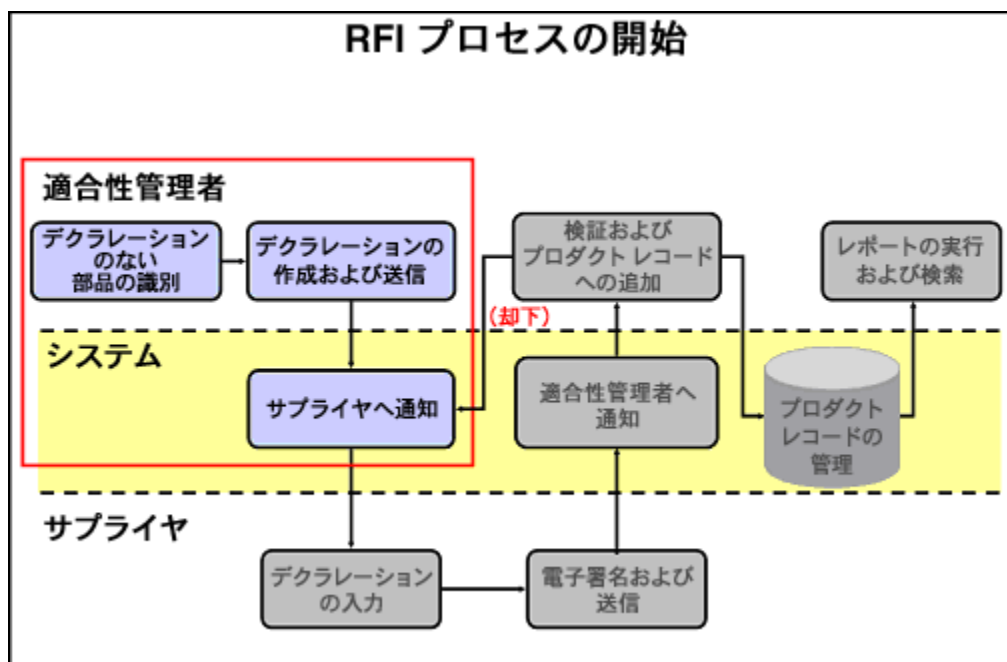 RFI プロセスの開始
適合性管理者
デクラレーション
のない
部品の識別
デクラレーションの
作成および送信
検証および
プロダクト レコード
への追加
レポートの実行
および検索
(却下)
システム
サプライヤへ通知
適合性管理者へ
通知
プロダクト
レコードの
管理
サプライヤ
デクラレーション
の入力
電子署名および
送信